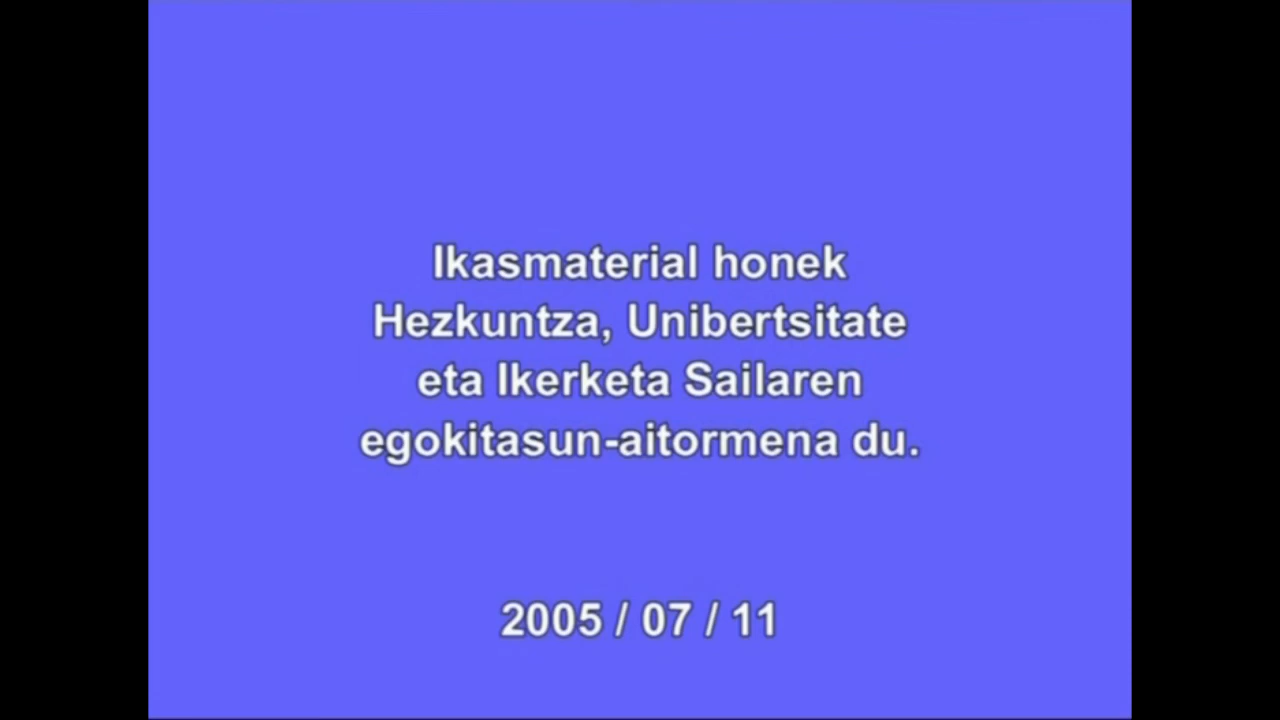 Ikasmaterial honek
Hezkuntza, Unibertsitate
eta Ikerketa Sailaren
egokitasun-aitormena du.
2005 / 07 / 11